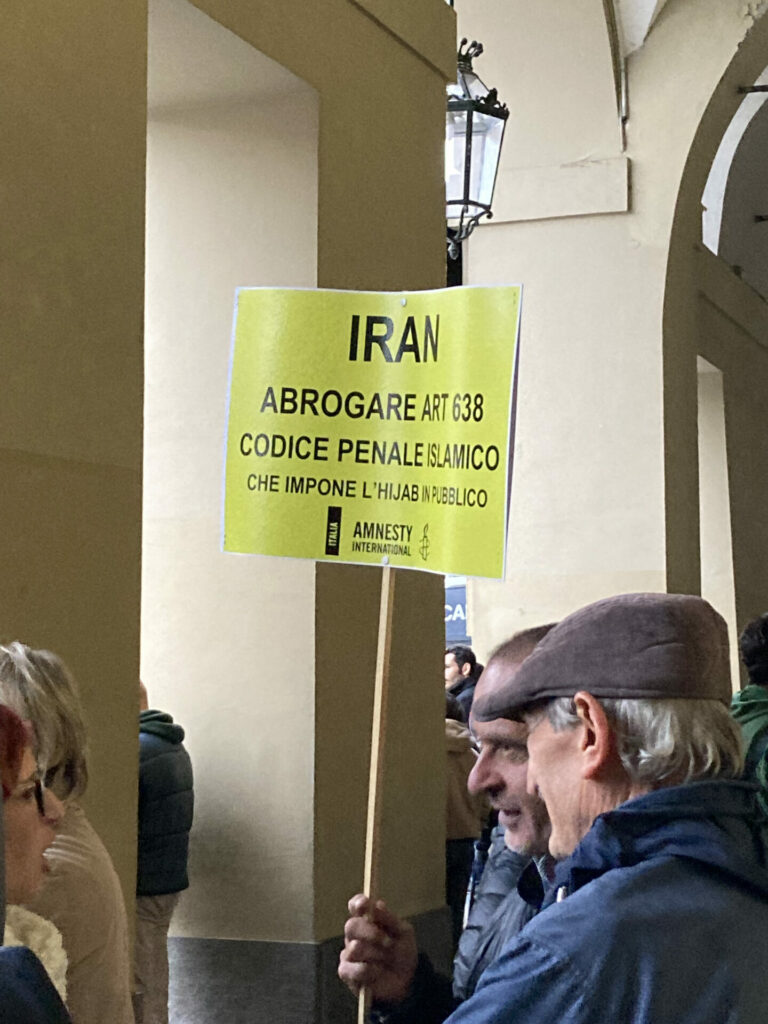 IRAN
ABROGARE ART 638
CODICE PENALE ISLAMICO
CHE IMPONE L'HIJAB IN PUBBLICO
ITALIA
AMNESTY
INTERNATIONAL